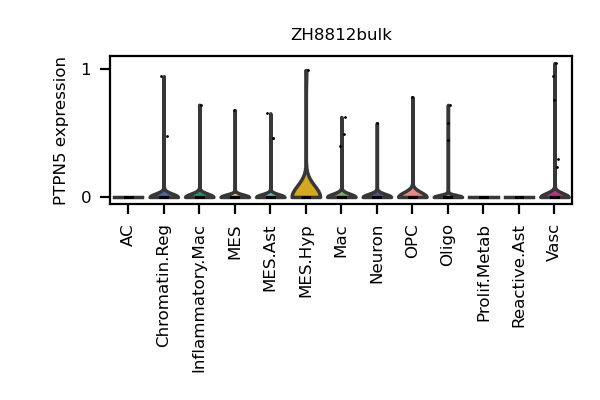 ZH8812bulk
PTPN5 expression
1
0
AC
Chromatin.Reg
Inflammatory.Mac
MES
MES.Ast
MES.Hyp
Mac
Neuron
OPC
Oligo
Prolif.Metab
Reactive.Ast
Vasc